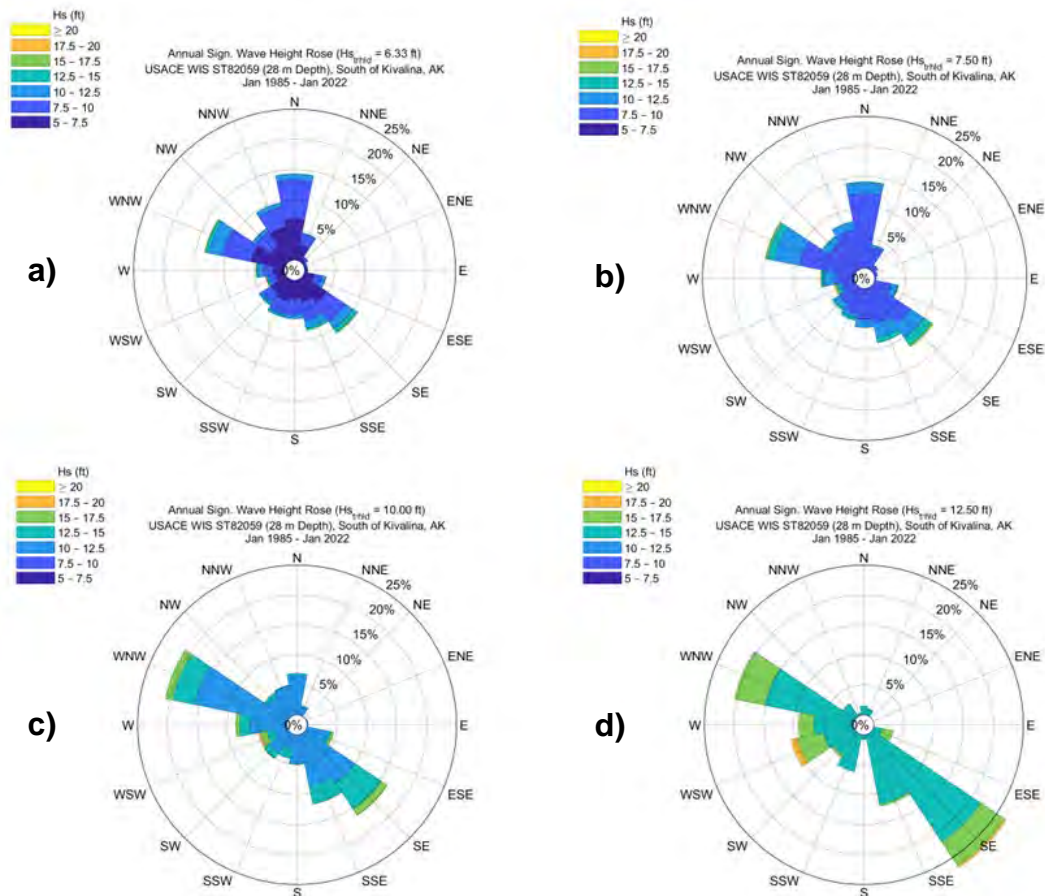 Hs (ft)
≥ 20
17.5 – 20
15 – 17.5
12.5 – 15
10 – 12.5
7.5 – 10
5 – 7.5
Annual Sign. Wave Height Rose (Hs trhld = 6.33 ft)
USACE WIS ST82059 (28 m Depth), South of Kivalina, AK
Jan 1985 - Jan 2022
N
NNW
NNE
25%
NW
20%
NE
15%
WNW
10%
ENE
5%
a)
W
0%
E
WSW
ESE
SW
SE
SSW
SSE
S
Hs (ft)
≥ 20
17.5 – 20
15 – 17.5
12.5 – 15
10 – 12.5
7.5 – 10
5 – 7.5
Annual Sign. Wave Height Rose (Hs trhld = 7.50 ft)
USACE WIS ST82059 (28 m Depth), South of Kivalina, AK
Jan 1985 - Jan 2022
N
NNW
NNE
25%
NW
20%
NE
15%
WNW
10%
ENE
5%
b)
W
0%
E
WSW
ESE
SW
SE
SSW
SSE
S
Hs (ft)
≥ 20
17.5 – 20
15 – 17.5
12.5 – 15
10 – 12.5
7.5 – 10
5 – 7.5
Annual Sign. Wave Height Rose (Hs trhld = 10.00 ft)
USACE WIS ST82059 (28 m Depth), South of Kivalina, AK
Jan 1985 - Jan 2022
N
NNW
NNE
25%
NW
20%
NE
15%
WNW
10%
ENE
5%
c)
W
0%
E
WSW
ESE
SW
SE
SSW
SSE
S
Hs (ft)
≥ 20
17.5 – 20
15 – 17.5
12.5 – 15
10 – 12.5
7.5 – 10
5 – 7.5
Annual Sign. Wave Height Rose (Hs trhld = 12.50 ft)
USACE WIS ST82059 (28 m Depth), South of Kivalina, AK
Jan 1985 - Jan 2022
N
NNW
NNE
25%
NW
20%
NE
15%
WNW
10%
ENE
5%
d)
W
0%
E
WSW
ESE
SW
SE
SSW
SSE
S